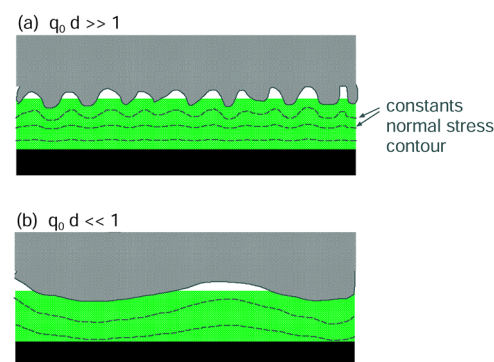 (a) q₀ d >> 1
constants
normal stress
contour
(b) q₀ d << 1